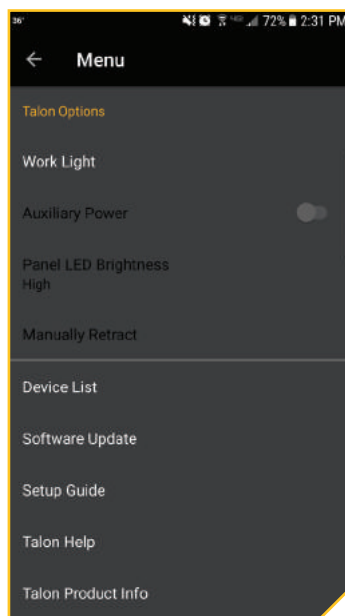 36°
72% 2:31 PM
Menu
Talon Options
Work Light
Auxiliary Power
Panel LED Brightness
High
Manually Retract
Device List
Software Update
Setup Guide
Talon Help
Talon Product Info